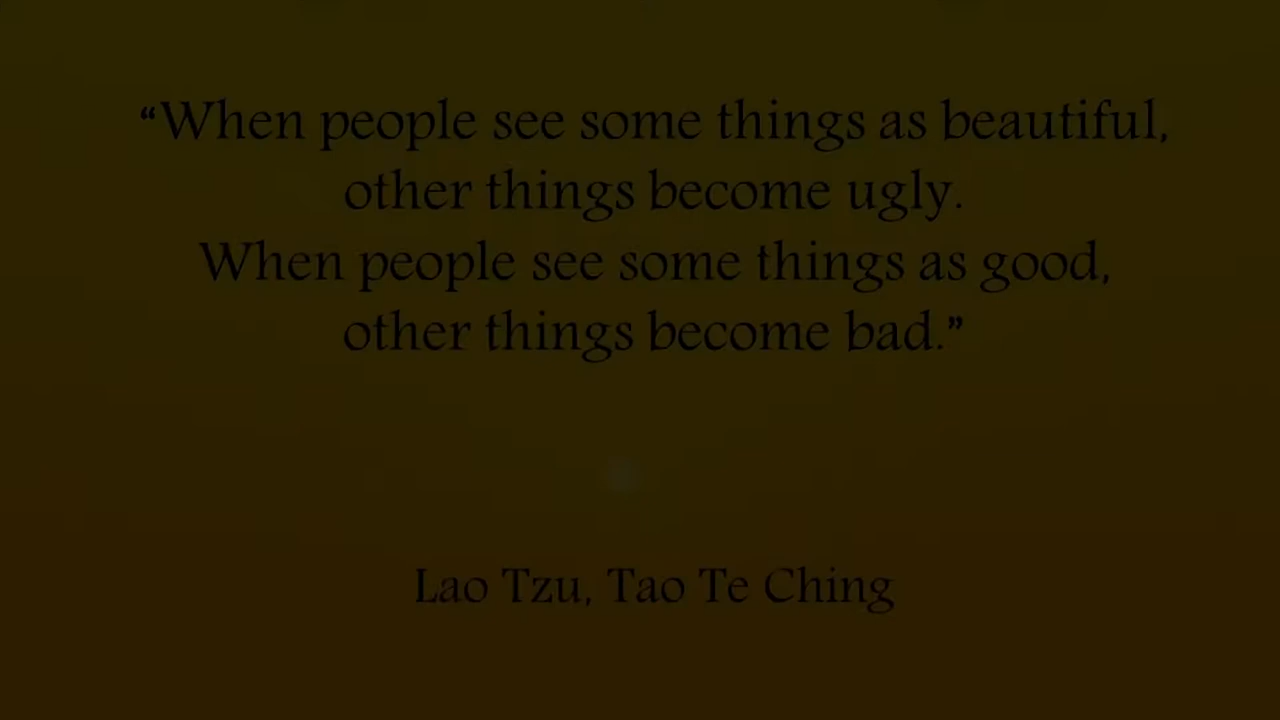 “When people see some things as beautiful,
other things become ugly.
When people see some things as good,
other things become bad.”
Lao Tzu, Tao Te Ching